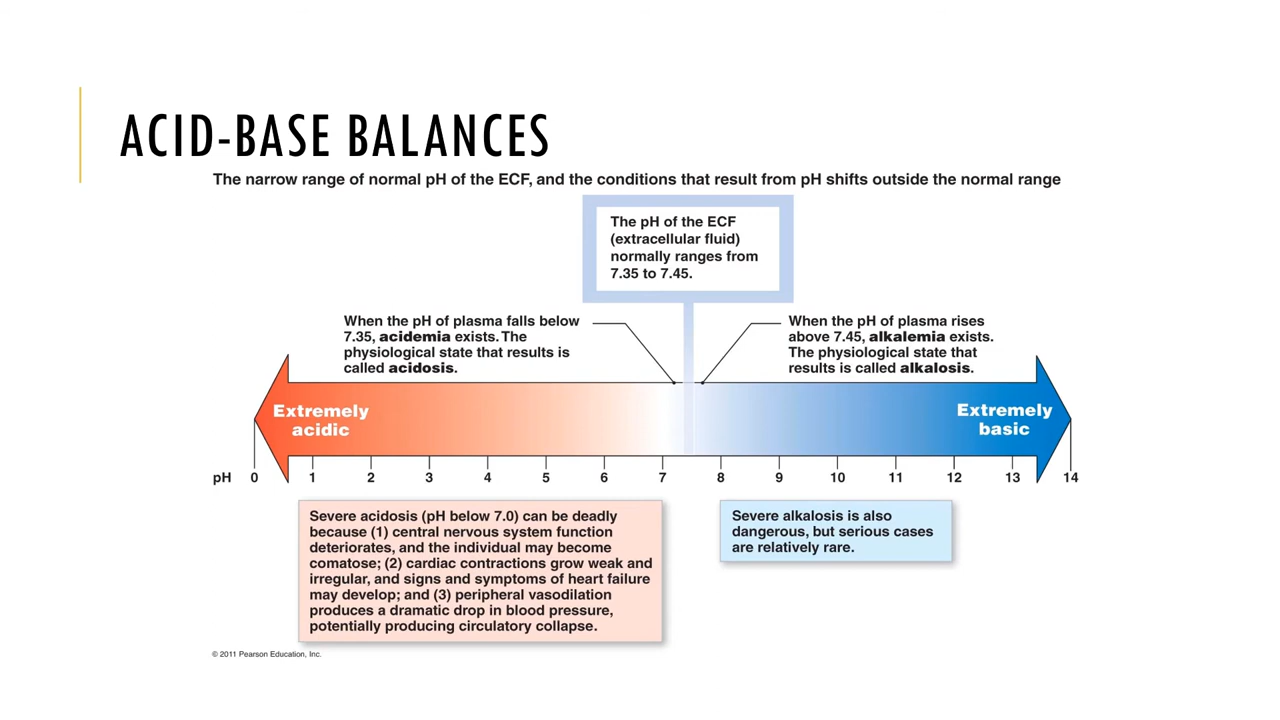 ACID-BASE BALANCES
The narrow range of normal pH of the ECF, and the conditions that result from pH shifts outside the normal range
The pH of the ECF
(extracellular fluid)
normally ranges from
7.35 to 7.45.
When the pH of plasma falls below
7.35, acidemia exists. The
physiological state that results is
called acidosis.
When the pH of plasma rises
above 7.45, alkalemia exists.
The physiological state that
results is called alkalosis.
Extremely
acidic
Extremely
basic
pH 0 1 2 3 4 5 6 7 8 9 10 11 12 13 14
Severe acidosis (pH below 7.0) can be deadly
because (1) central nervous system function
deteriorates, and the individual may become
comatose; (2) cardiac contractions grow weak and
irregular, and signs and symptoms of heart failure
may develop; and (3) peripheral vasodilation
produces a dramatic drop in blood pressure,
potentially producing circulatory collapse.
Severe alkalosis is also
dangerous, but serious cases
are relatively rare.
© 2011 Pearson Education, Inc.